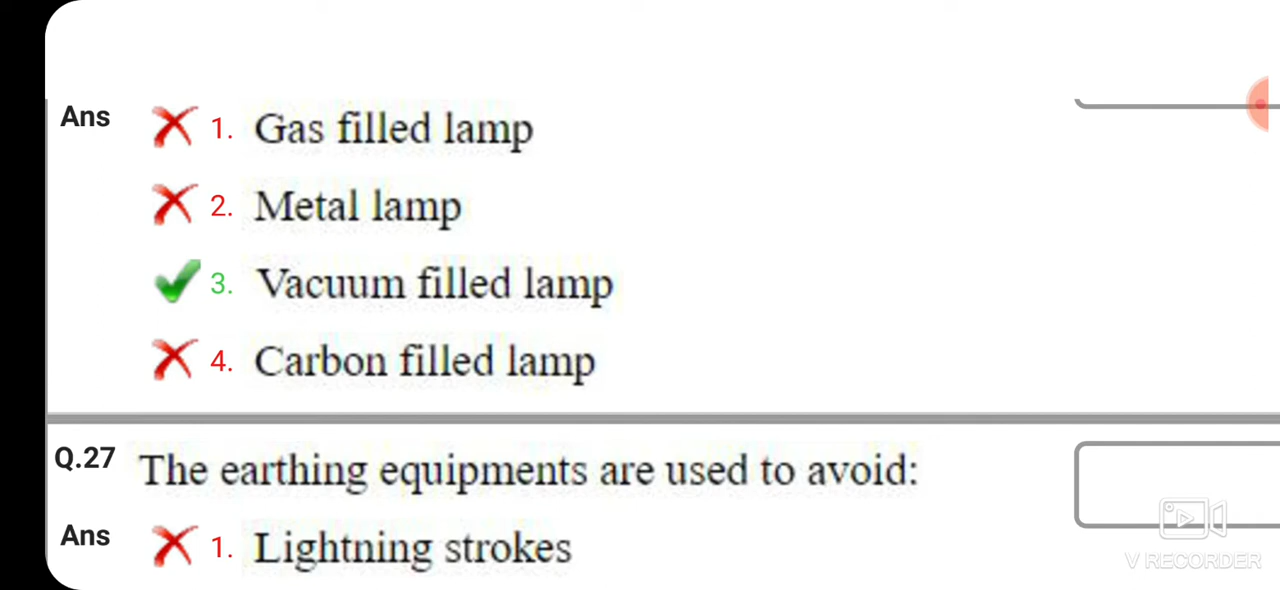 Ans 1. Gas filled lamp
2. Metal lamp
3. Vacuum filled lamp
4. Carbon filled lamp
Q.27 The earthing equipments are used to avoid:
Ans 1. Lightning strokes
V RECORDER